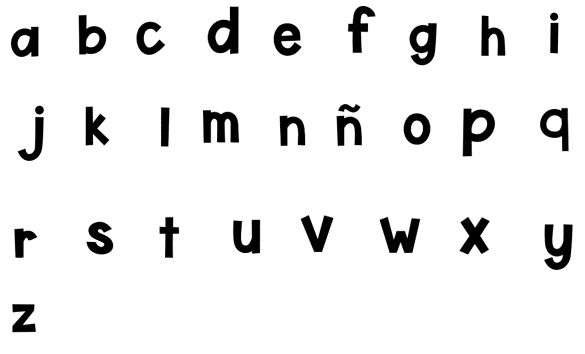 a b c d e f g h i
j k l m n ñ o p q
r s t u v w x y
z